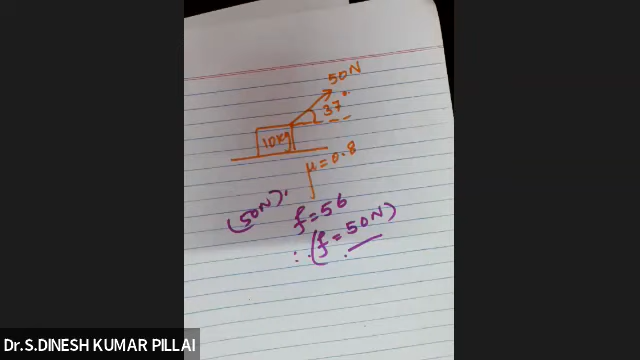 50N
37°
10kg
μ = 0.8
(50N).
f = 56
∴ (f = 50N)
Dr.S.DINESH KUMAR PILLAI